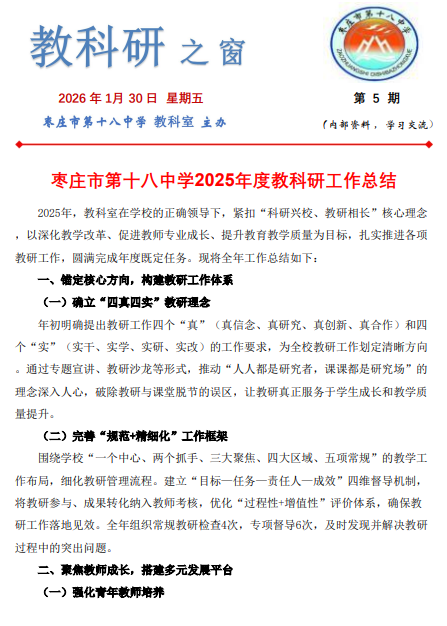 教科研之窗
枣庄市第十八中学
ZAOZHUANGSHI DISHIBAZHONGXUE
2026年1月30日 星期五
第 5 期
枣庄市第十八中学 教科室 主办
（内部资料，学习交流）
枣庄市第十八中学2025年度教科研工作总结
2025年，教科室在学校的正确领导下，紧扣“科研兴校、教研相长”核心理念
，以深化教学改革、促进教师专业成长、提升教育教学质量为目标，扎实推进各项
教研工作，圆满完成年度既定任务。现将全年工作总结如下：
一、锚定核心方向，构建教研工作体系
（一）确立“四真四实”教研理念
年初明确提出教研工作四个“真”（真信念、真研究、真创新、真合作）和四
个“实”（实干、实学、实研、实改）的工作要求，为全校教研工作划定清晰方向
。通过专题宣讲、教研沙龙等形式，推动“人人都是研究者，课课都是研究场”的
理念深入人心，破除教研与课堂脱节的误区，让教研真正服务于学生成长和教学质
量提升。
（二）完善“规范+精细化”工作框架
围绕学校“一个中心、两个抓手、三大聚焦、四大区域、五项常规”的教学工
作布局，细化教研管理流程。建立“目标—任务—责任人—成效”四维督导机制，
将教研参与、成果转化纳入教师考核，优化“过程性+增值性”评价体系，确保教
研工作落地见效。全年组织常规教研检查4次，专项督导6次，及时发现并解决教研
过程中的突出问题。
二、聚焦教师成长，搭建多元发展平台
（一）强化青年教师培养